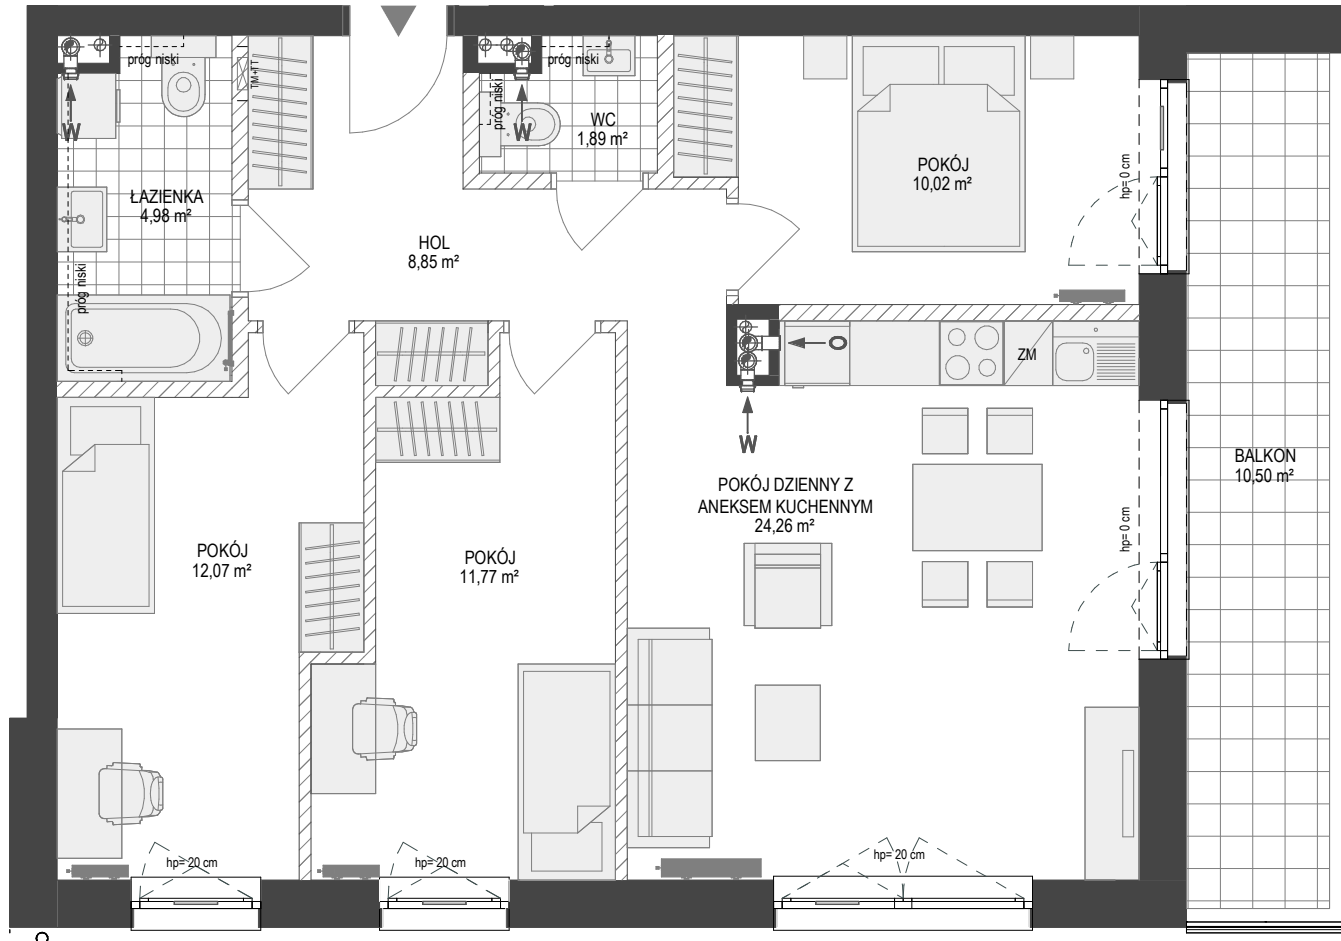 próg niski
TM+TT
próg niski
próg niski
WC
1,89 m²
W
W
POKÓJ
10,02 m²
hp= 0 cm
ŁAZIENKA
4,98 m²
HOL
8,85 m²
próg niski
O
ZM
W
BALKON
10,50 m²
POKÓJ DZIENNY Z
ANEKSEM KUCHENNYM
24,26 m²
hp= 0 cm
POKÓJ
12,07 m²
POKÓJ
11,77 m²
hp= 20 cm
hp= 20 cm
hp= 20 cm